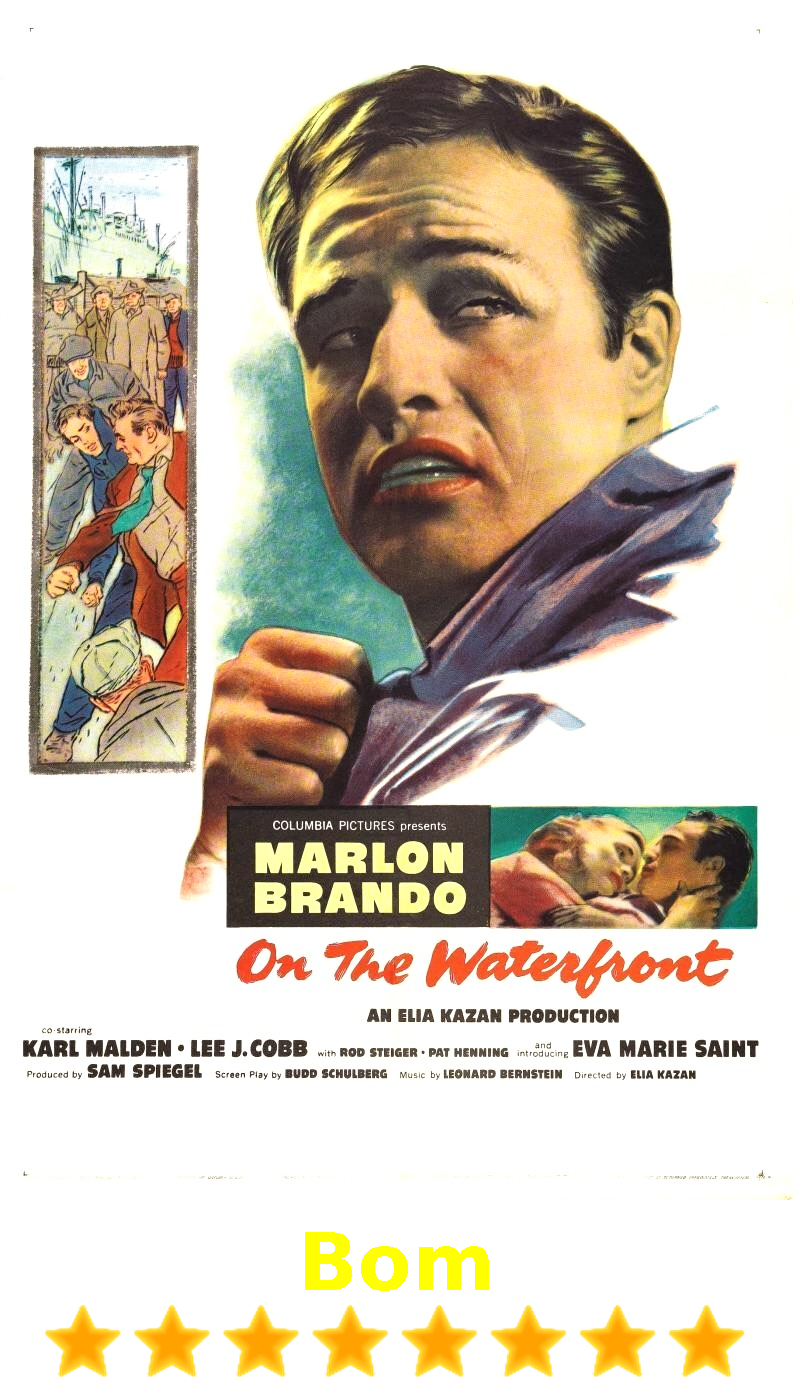 COLUMBIA PICTURES presents
MARLON
BRANDO
On The Waterfront
AN ELIA KAZAN PRODUCTION
co-starring
KARL MALDEN • LEE J. COBB with ROD STEIGER • PAT HENNING and introducing EVA MARIE SAINT
Produced by SAM SPIEGEL Screen Play by BUDD SCHULBERG Music by LEONARD BERNSTEIN Directed by ELIA KAZAN
Bom